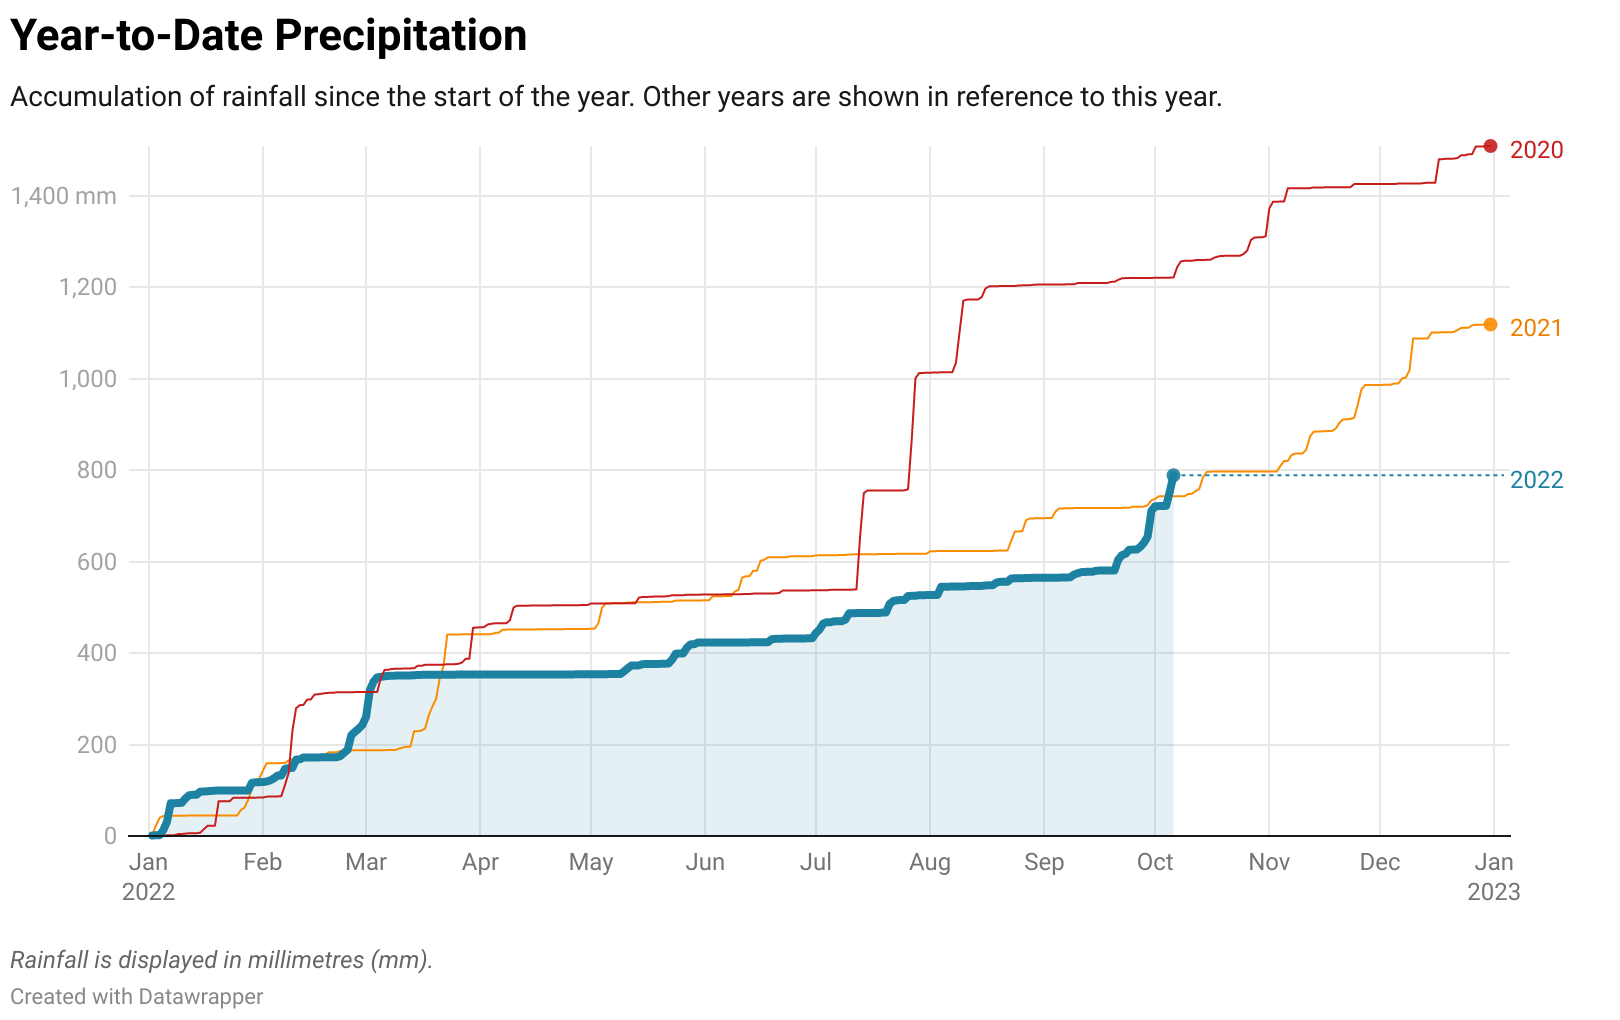 Year-to-Date Precipitation
Accumulation of rainfall since the start of the year. Other years are shown in reference to this year.
2020
1,400 mm
1,200
2021
1,000
800
2022
600
400
200
0
Jan Feb Mar Apr May Jun Jul Aug Sep Oct Nov Dec Jan
2022 2023
Rainfall is displayed in millimetres (mm).
Created with Datawrapper